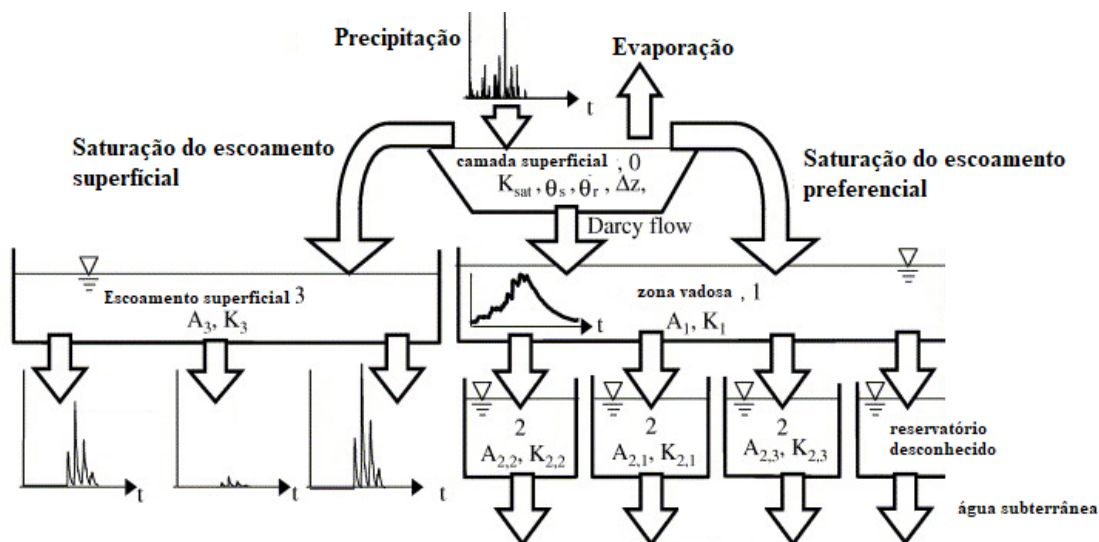 Precipitação
Evaporação
t
Saturação do escoamento
superficial
camada superficial , 0
K_sat , θ_s , θ_r , Δz,
Saturação do escoamento
preferencial
Darcy flow
Escoamento superficial 3
A_3, K_3
zona vadosa , 1
t
A_1, K_1
2
A_2,2, K_2,2
2
A_2,1, K_2,1
2
A_2,3, K_2,3
reservatório
desconhecido
t
t
t
água subterrânea